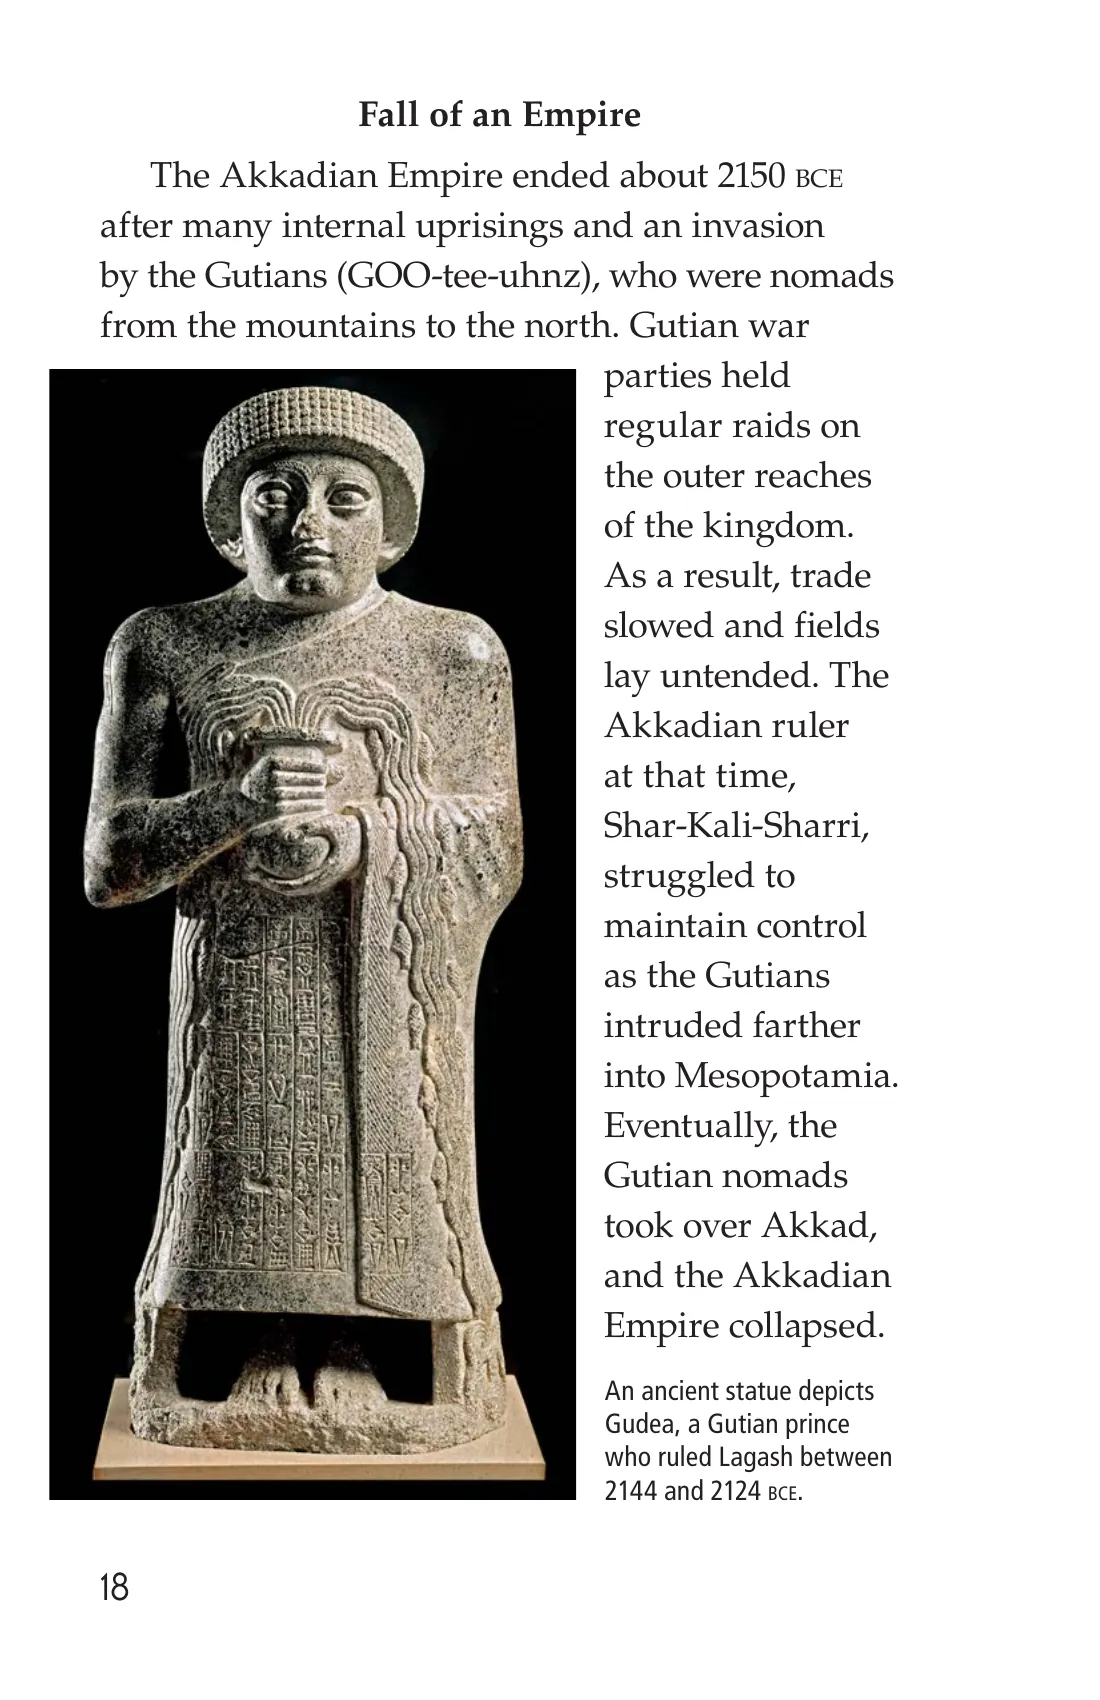 Fall of an Empire
The Akkadian Empire ended about 2150 BCE
after many internal uprisings and an invasion
by the Gutians (GOO-tee-uhnz), who were nomads
from the mountains to the north. Gutian war
parties held
regular raids on
the outer reaches
of the kingdom.
As a result, trade
slowed and fields
lay untended. The
Akkadian ruler
at that time,
Shar-Kali-Sharri,
struggled to
maintain control
as the Gutians
intruded farther
into Mesopotamia.
Eventually, the
Gutian nomads
took over Akkad,
and the Akkadian
Empire collapsed.
An ancient statue depicts
Gudea, a Gutian prince
who ruled Lagash between
2144 and 2124 BCE.
18